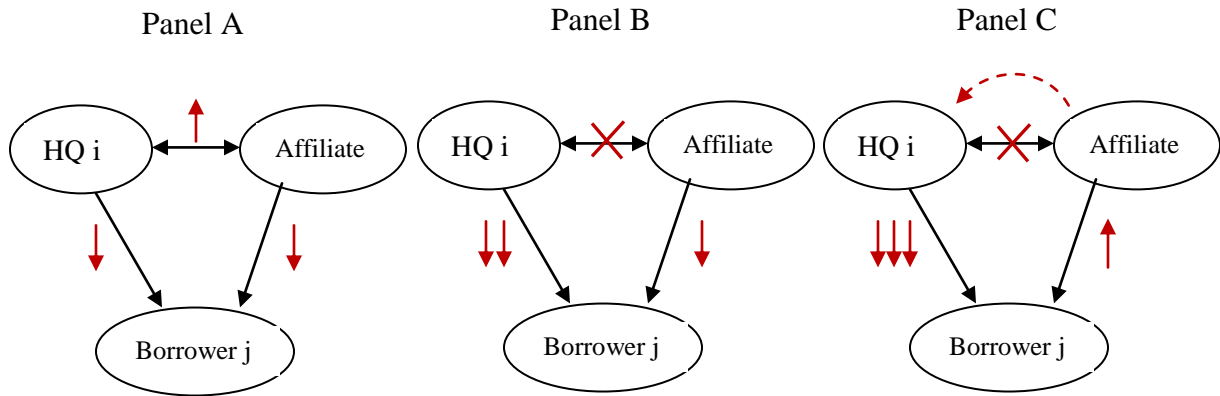 Panel A
Panel B
Panel C
HQ i
Affiliate
HQ i
Affiliate
HQ i
Affiliate
Borrower j
Borrower j
Borrower j